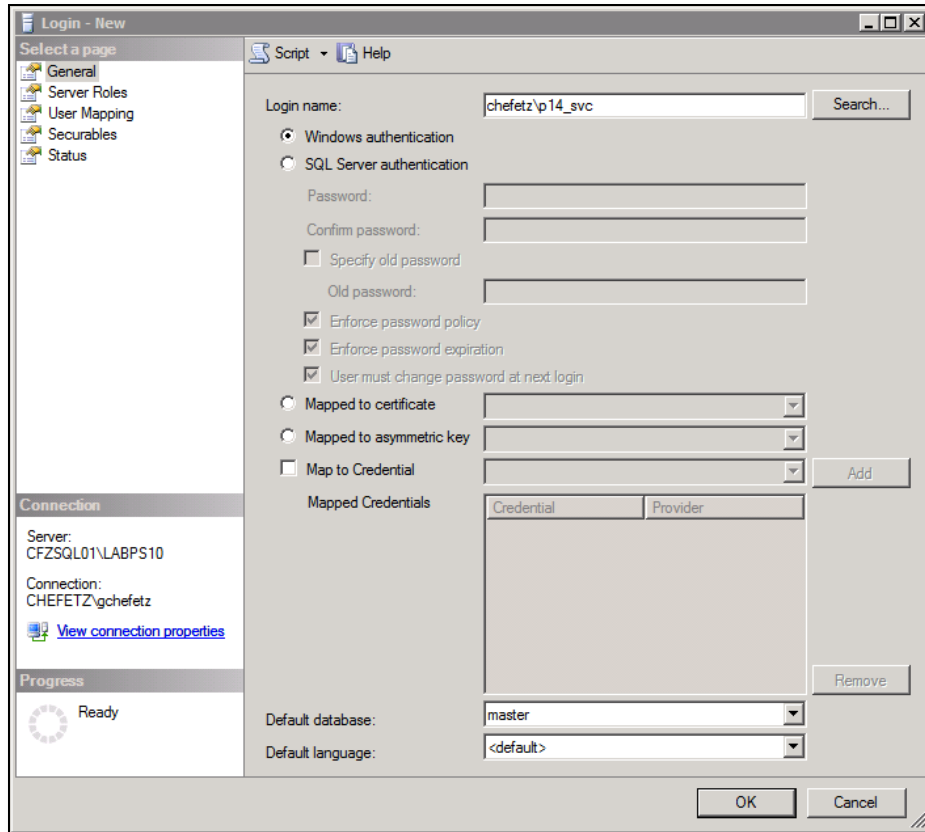 Login - New
Select a page
General
Server Roles
User Mapping
Securables
Status
Connection
Server:
CFZSQL01\LABPS10
Connection:
CHEFETZ\gchefetz
View connection properties
Progress
Ready
Script
Help
Login name:
chefetz\p14_svc
Search...
Windows authentication
SQL Server authentication
Password:
Confirm password:
Specify old password
Old password:
Enforce password policy
Enforce password expiration
User must change password at next login
Mapped to certificate
Mapped to asymmetric key
Map to Credential
Add
Mapped Credentials
Credential
Provider
Remove
Default database:
master
Default language:
<default>
OK
Cancel